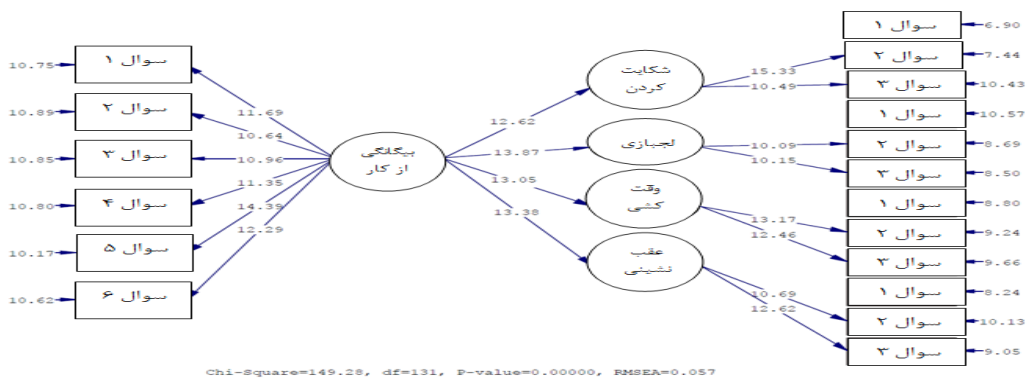 سوال ۱
6.90
سوال ۲
7.44
سوال ۳
10.43
سوال ۱
10.57
سوال ۲
8.69
سوال ۳
8.50
سوال ۱
8.80
سوال ۲
9.24
سوال ۳
9.66
سوال ۱
8.24
سوال ۲
10.13
سوال ۳
9.05
شکایت
کردن
15.33
10.49
لجبازی
10.09
10.15
وقت
کشی
13.17
12.46
عقب
نشینی
10.69
12.62
12.62
13.87
13.05
13.38
بیگانگی
از کار
11.69
10.64
10.96
11.35
14.39
12.29
10.75
سوال ۱
10.89
سوال ۲
10.85
سوال ۳
10.80
سوال ۴
10.17
سوال ۵
10.62
سوال ۶
Chi-Square=149.28, df=131, P-value=0.00000, RMSEA=0.057